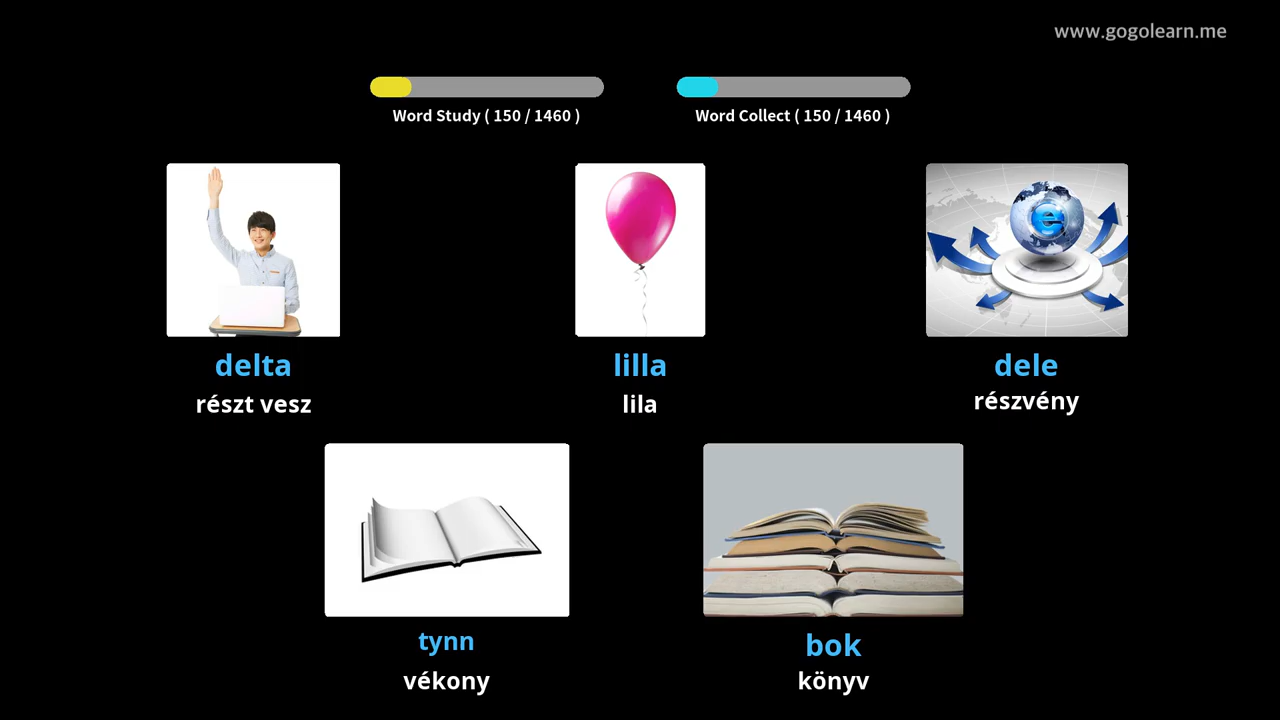 www.gogolearn.me
Word Study ( 150 / 1460 )
Word Collect ( 150 / 1460 )
delta
részt vesz
lilla
lila
dele
részvény
tynn
vékony
bok
könyv